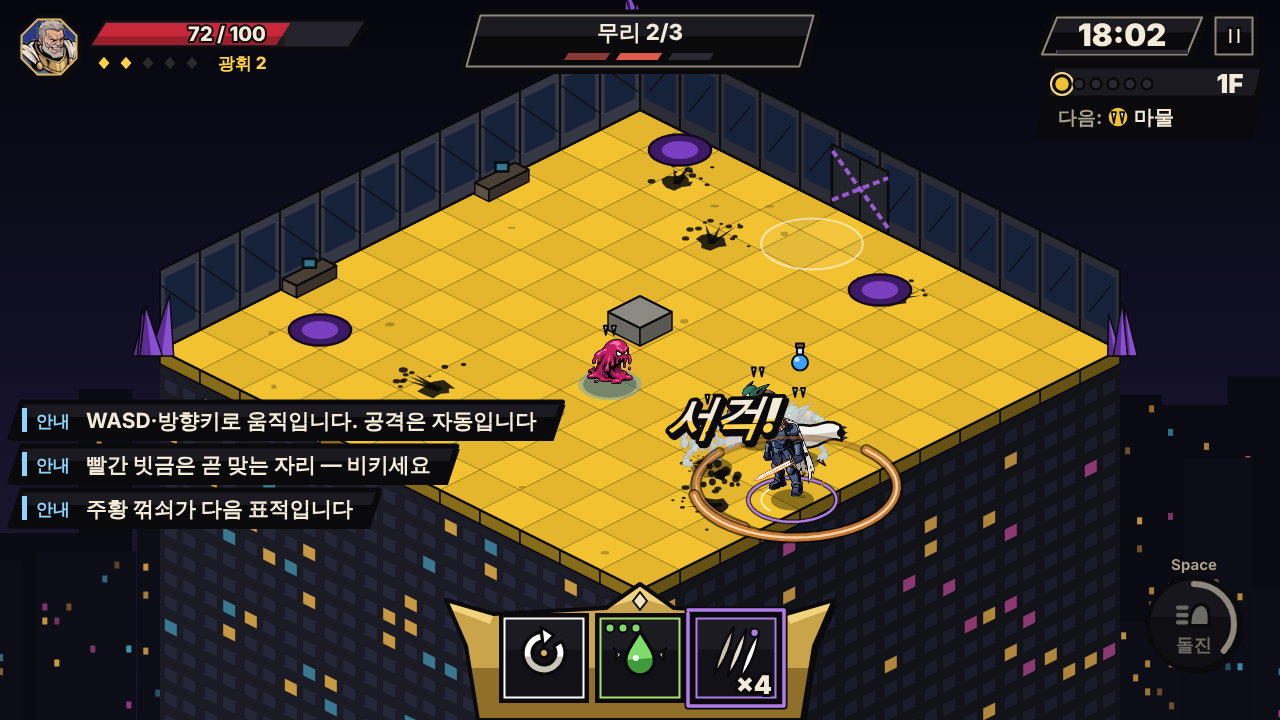 72 / 100
광휘 2
무리 2/3
18:02
1F
다음: 마물
서걱!
안내 WASD·방향키로 움직입니다. 공격은 자동입니다
안내 빨간 빗금은 곧 맞는 자리 — 비키세요
안내 주황 꺾쇠가 다음 표적입니다
Space
돌진
×4